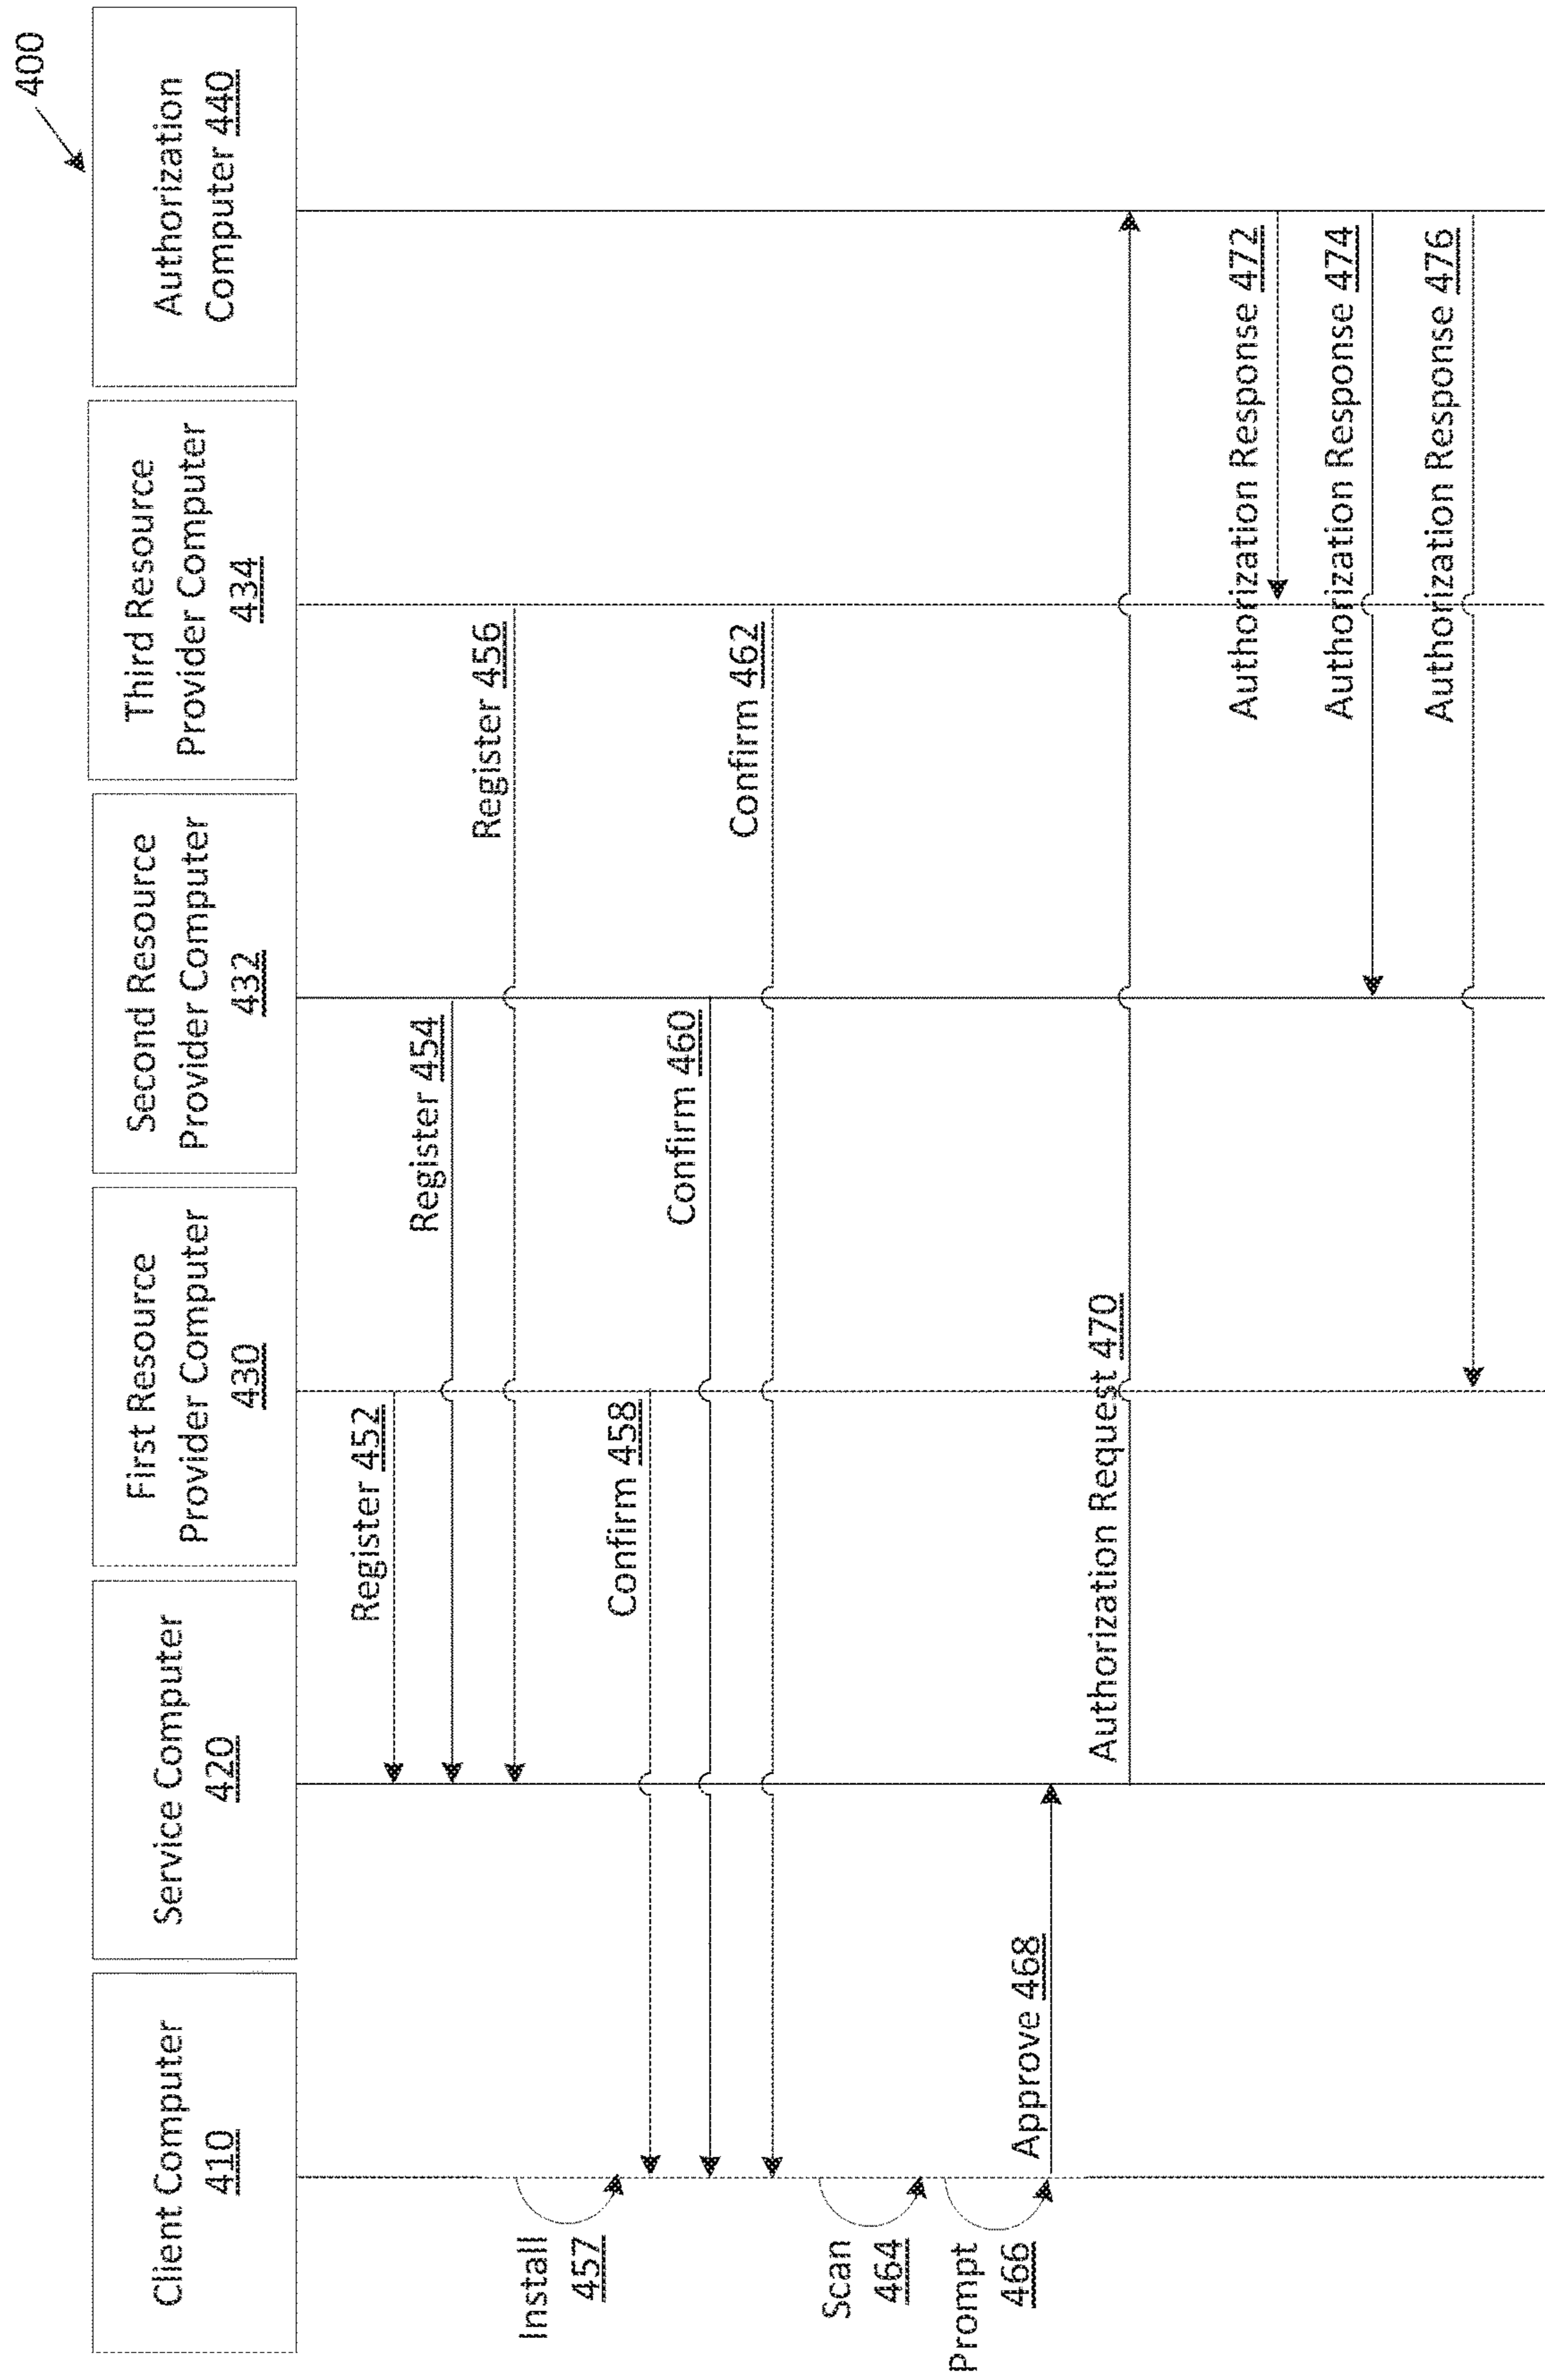 400
Client Computer
410
Service Computer
420
First Resource
Provider Computer
430
Second Resource
Provider Computer
432
Third Resource
Provider Computer
434
Authorization
Computer 440
Register 452
Register 454
Register 456
Install
457
Confirm 458
Confirm 460
Confirm 462
Scan
464
Prompt
466
Approve 468
Authorization Request 470
Authorization Response 472
Authorization Response 474
Authorization Response 476